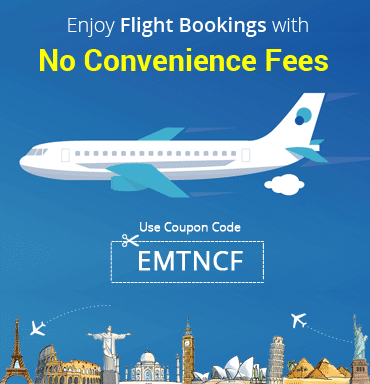 Enjoy Flight Bookings with
No Convenience Fees
Use Coupon Code
EMTNCF